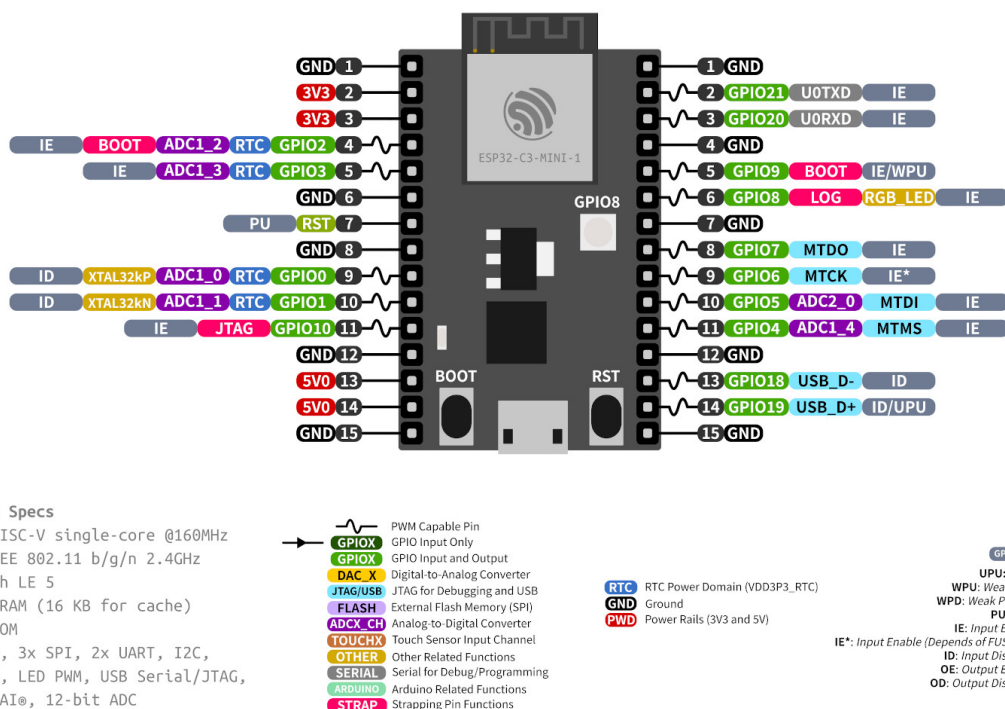 GND 1 1 GND
3V3 2 2 GPIO21 U0TXD IE
3V3 3 3 GPIO20 U0RXD IE
IE BOOT ADC1_2 RTC GPIO2 4 4 GND
ESP32-C3-MINI-1
IE ADC1_3 RTC GPIO3 5 5 GPIO9 BOOT IE/WPU
GND 6 6 GPIO8 LOG RGB_LED IE
GPIO8
PU RST 7 7 GND
GND 8 8 GPIO7 MTDO IE
ID XTAL32kP ADC1_0 RTC GPIO0 9 9 GPIO6 MTCK IE*
ID XTAL32kN ADC1_1 RTC GPIO1 10 10 GPIO5 ADC2_0 MTDI IE
IE JTAG GPIO10 11 11 GPIO4 ADC1_4 MTMS IE
GND 12 12 GND
BOOT RST
5V0 13 13 GPIO18 USB_D- ID
5V0 14 14 GPIO19 USB_D+ ID/UPU
GND 15 15 GND
Specs
ISC-V single-core @160MHz
EE 802.11 b/g/n 2.4GHz
h LE 5
RAM (16 KB for cache)
OM
, 3x SPI, 2x UART, I2C,
, LED PWM, USB Serial/JTAG,
AI®, 12-bit ADC
PWM Capable Pin
GPIOX GPIO Input Only
GPIOX GPIO Input and Output
DAC_X Digital-to-Analog Converter
JTAG/USB JTAG for Debugging and USB
FLASH External Flash Memory (SPI)
ADCX_CH Analog-to-Digital Converter
TOUCHX Touch Sensor Input Channel
OTHER Other Related Functions
SERIAL Serial for Debug/Programming
ARDUINO Arduino Related Functions
STRAP Strapping Pin Functions
RTC RTC Power Domain (VDD3P3_RTC)
GND Ground
PWD Power Rails (3V3 and 5V)
GP
UPU:
WPU: Wea
WPD: Weak P
PU
IE: Input E
IE*: Input Enable (Depends of FUS
ID: Input Dis
OE: Output E
OD: Output Dis